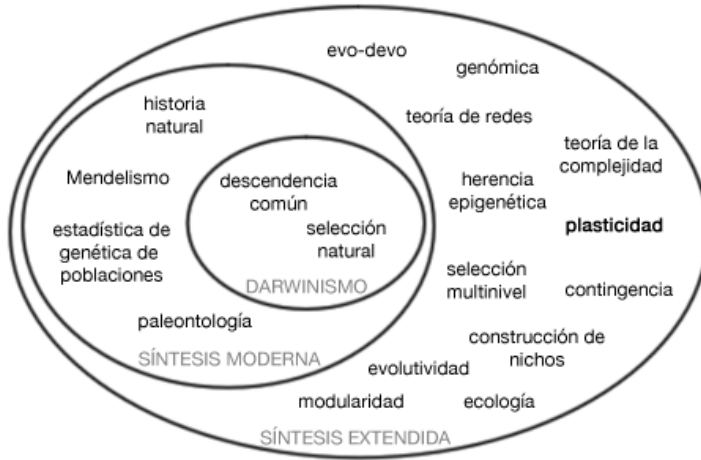 evo-devo
genómica
historia
natural
teoría de redes
teoría de la
complejidad
Mendelismo
descendencia
común
herencia
epigenética
plasticidad
estadística de
genética de
poblaciones
selección
natural
DARWINISMO
selección
multinivel
contingencia
paleontología
SÍNTESIS MODERNA
construcción de
nichos
evolutividad
modularidad
ecología
SÍNTESIS EXTENDIDA